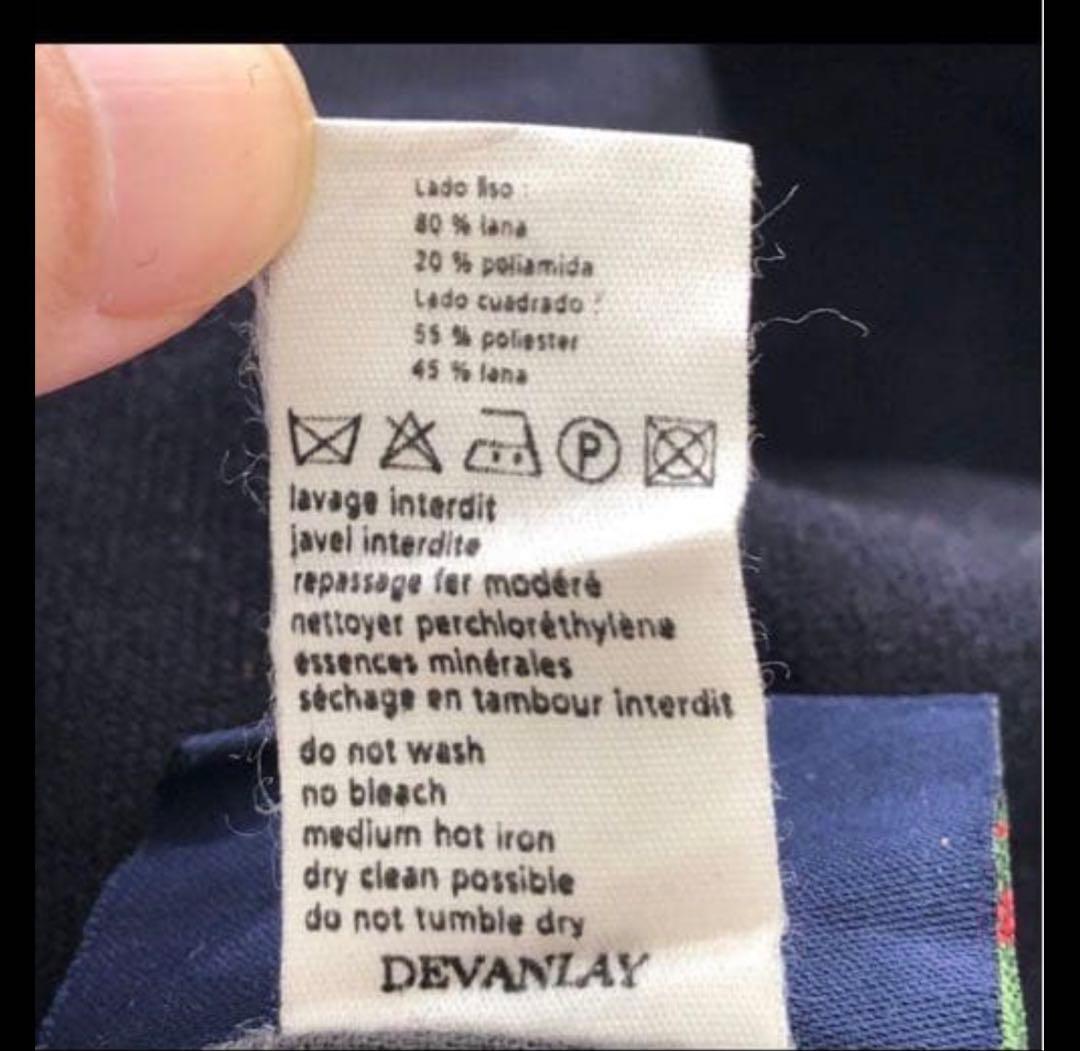 Lado liso :
80 % lana
20 % poliamida
Lado cuadrado :
55 % poliester
45 % lana
P
lavage interdit
javel interdite
repassage fer modéré
nettoyer perchloréthylène
essences minérales
séchage en tambour interdit
do not wash
no bleach
medium hot iron
dry clean possible
do not tumble dry
DEVANLAY